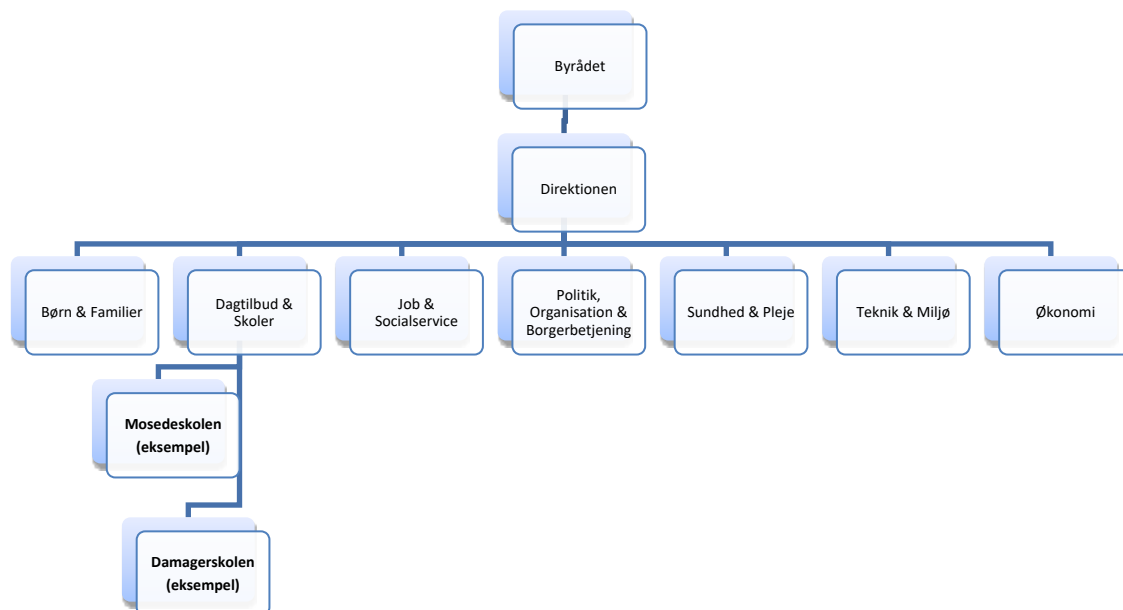 Byrådet
Direktionen
Børn & Familier
Dagtilbud &
Skoler
Job &
Socialservice
Politik,
Organisation &
Borgerbetjening
Sundhed & Pleje
Teknik & Miljø
Økonomi
Mosedeskolen
(eksempel)
Damagerskolen
(eksempel)